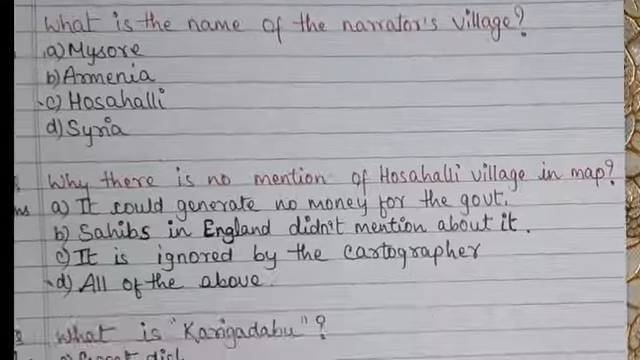 What is the name of the narrator's village?
a) Mysore
b) Armenia
c) Hosahalli
d) Syria
Why there is no mention of Hosahalli village in map?
ns a) It could generate no money for the govt.
b) Sahibs in England didn't mention about it.
c) It is ignored by the cartographer
d) All of the above.
What is "Karigadabu"?